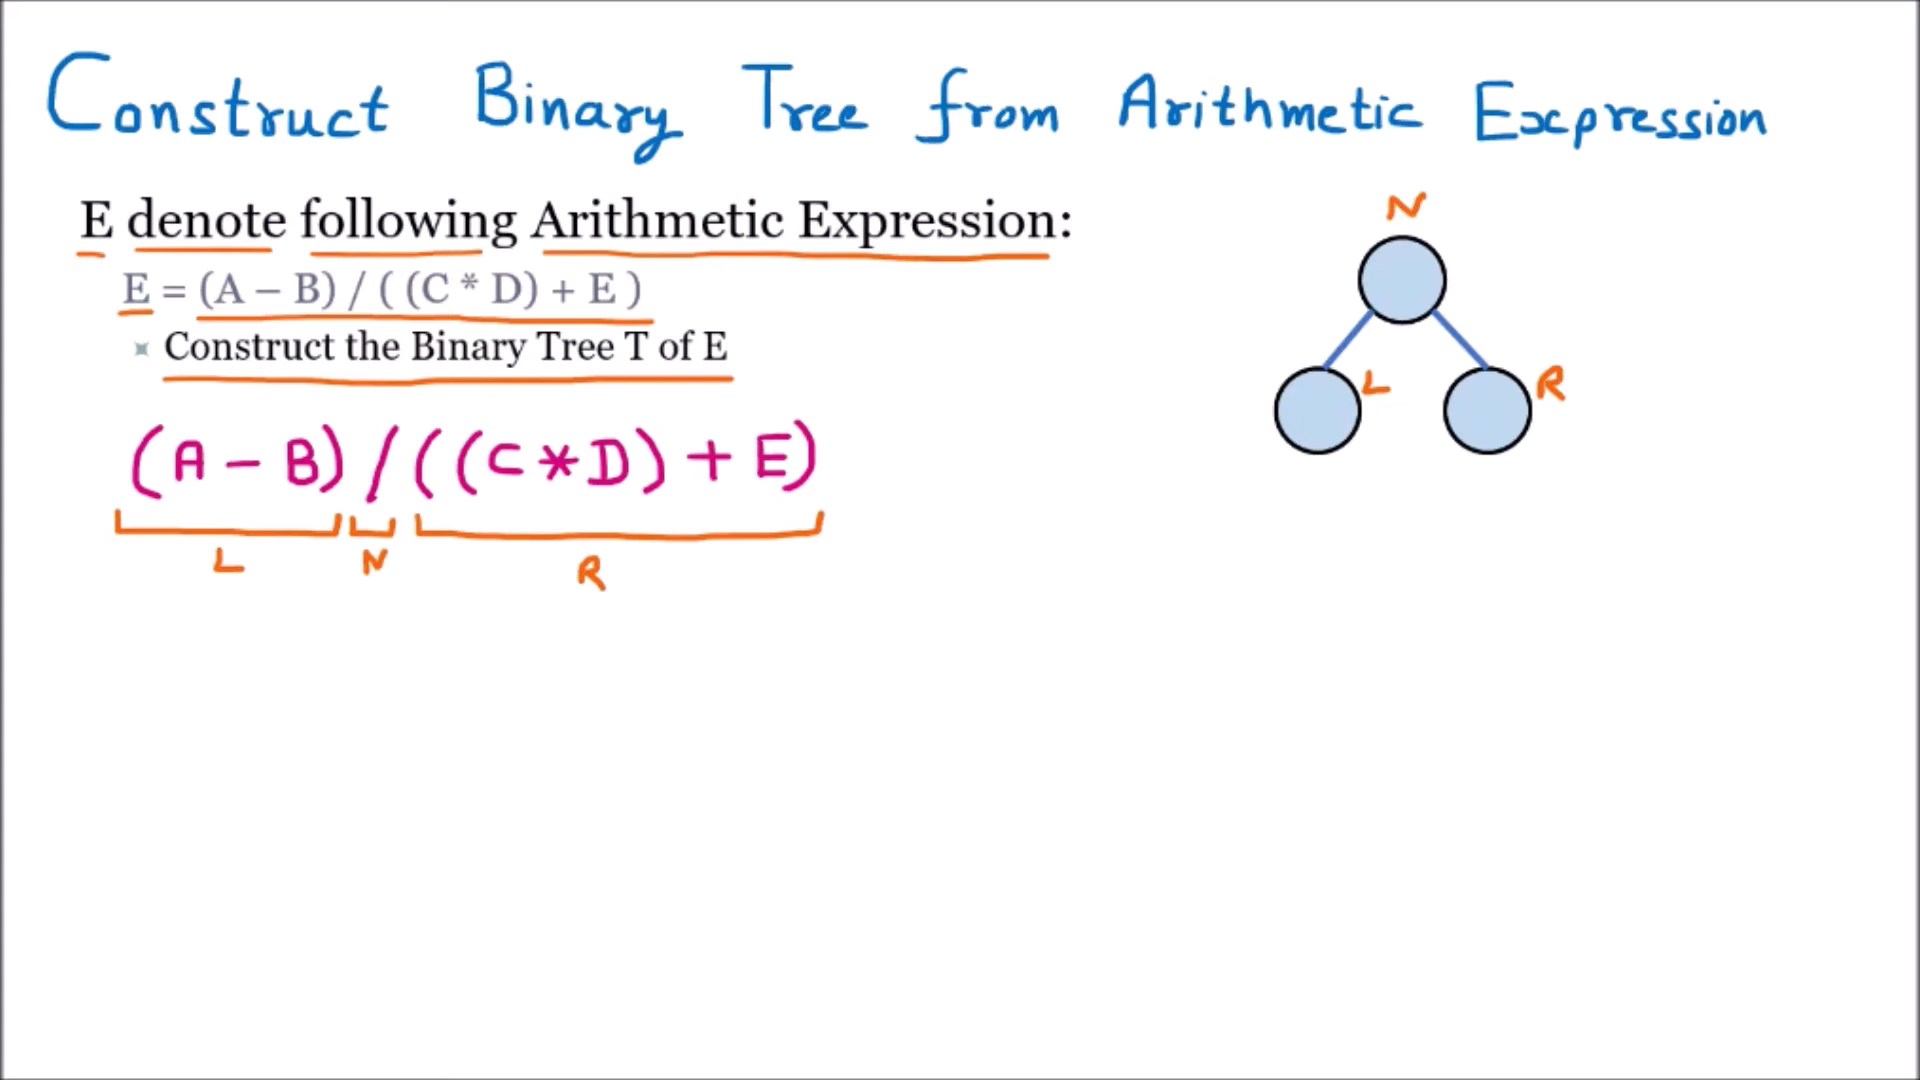 Construct Binary Tree from Arithmetic Expression
E denote following Arithmetic Expression:
E = (A – B) / ( (C * D) + E )
Construct the Binary Tree T of E
(A - B) / ((C * D) + E)
L N R
N
L R